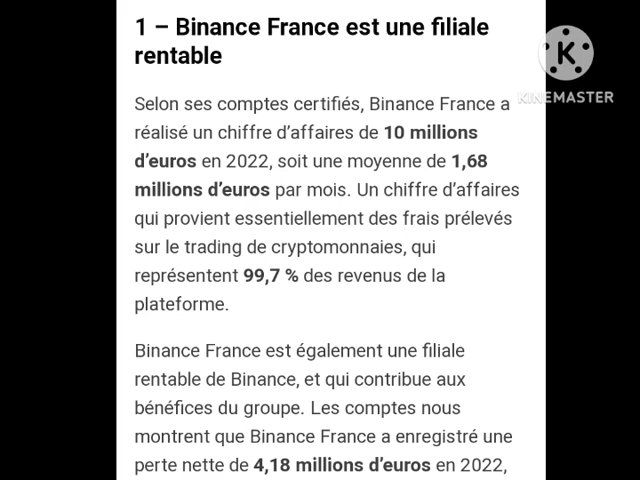 1 – Binance France est une filiale
rentable
Selon ses comptes certifiés, Binance France a
réalisé un chiffre d'affaires de 10 millions
d'euros en 2022, soit une moyenne de 1,68
millions d'euros par mois. Un chiffre d'affaires
qui provient essentiellement des frais prélevés
sur le trading de cryptomonnaies, qui
représentent 99,7 % des revenus de la
plateforme.
Binance France est également une filiale
rentable de Binance, et qui contribue aux
bénéfices du groupe. Les comptes nous
montrent que Binance France a enregistré une
perte nette de 4,18 millions d'euros en 2022,
K
KINEMASTER